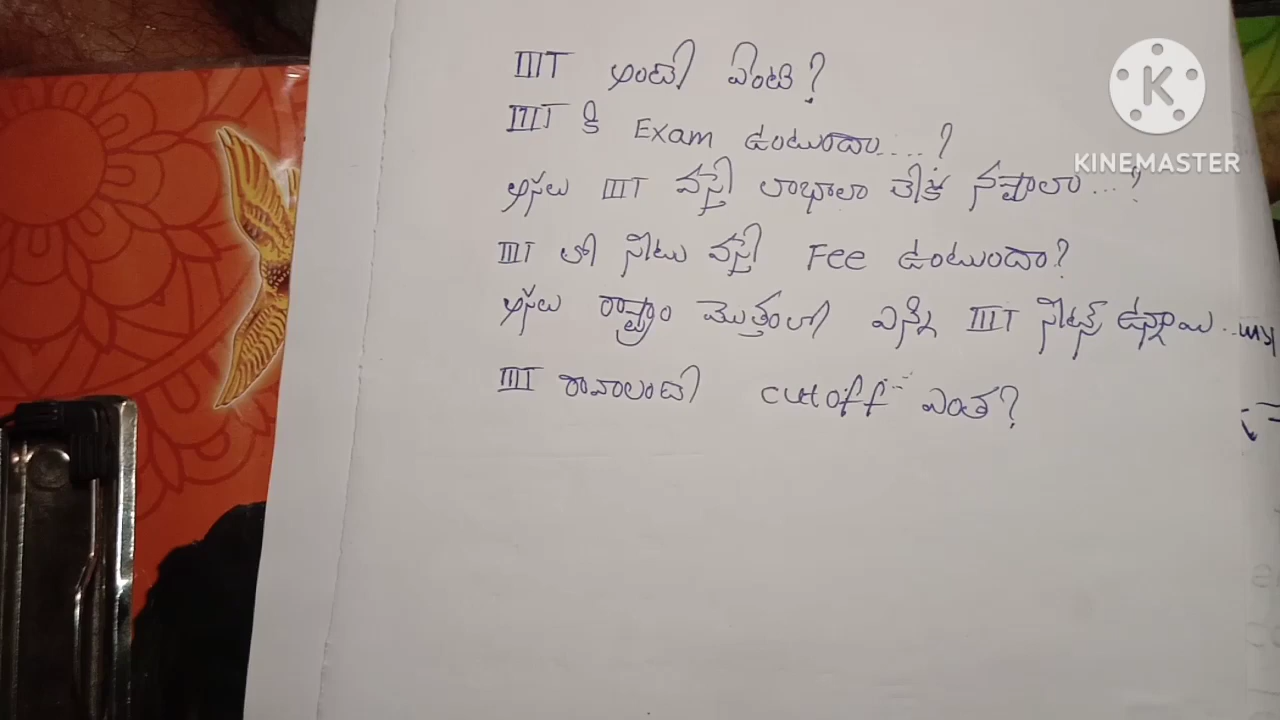 IIIT అంటే ఏంటి?
IIIT కి Exam ఉంటుందా....?
అసలు IIIT వస్తే లాభాలా లేక నష్టాలా...?
IIIT లో సీటు వస్తే Fee ఉంటుందా?
అసలు రాష్ట్రం మొత్తంలో ఎన్ని IIIT సీట్స్ ఉన్నాయి..
IIIT రావాలంటే cutoff ఎంత?
K
KINEMASTER